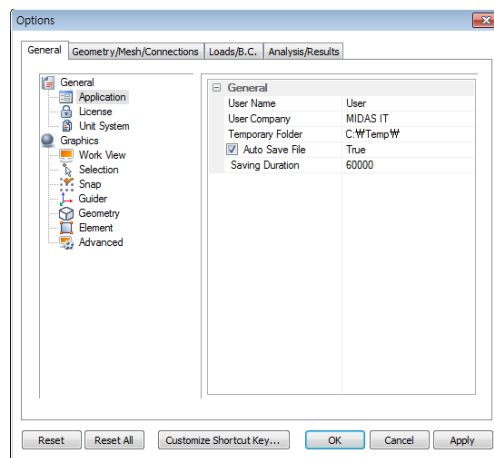 Options
General Geometry/Mesh/Connections Loads/B.C. Analysis/Results
General
Application
License
Unit System
Graphics
Work View
Selection
Snap
Guider
Geometry
Element
Advanced
General
User Name User
User Company MIDAS IT
Temporary Folder C:₩Temp₩
Auto Save File True
Saving Duration 60000
Reset Reset All Customize Shortcut Key... OK Cancel Apply